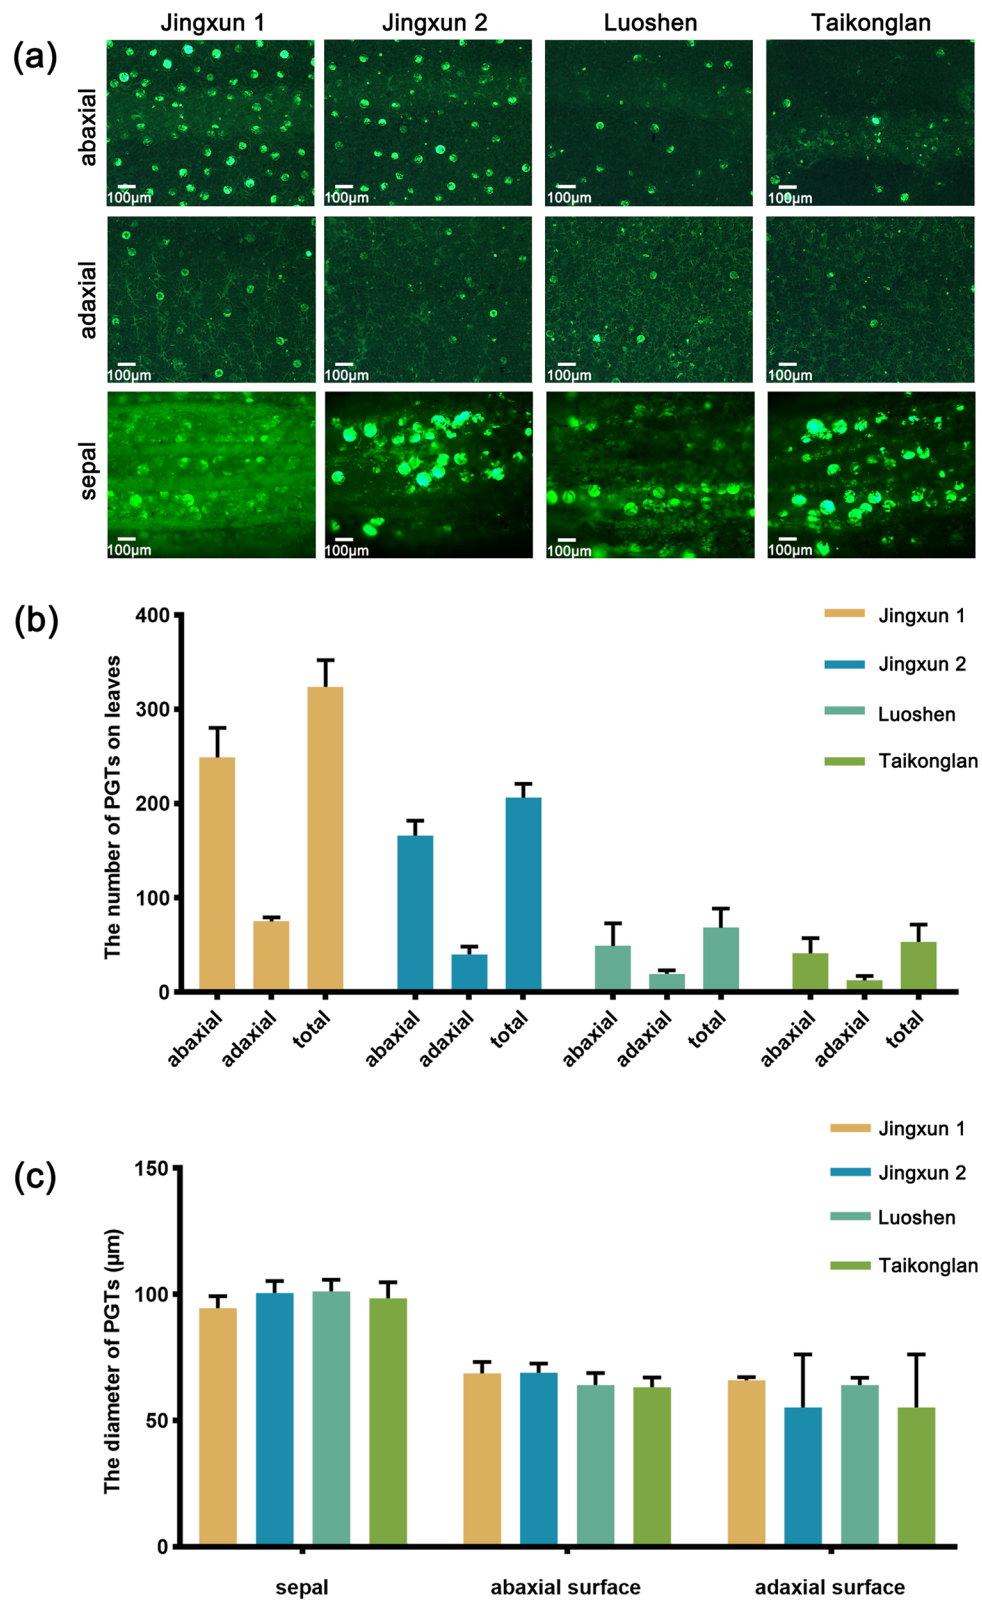 Jingxun 1 Jingxun 2 Luoshen Taikonglan
(a)
abaxial
100μm 100μm 100μm 100μm
adaxial
100μm 100μm 100μm 100μm
sepal
100μm 100μm 100μm 100μm
(b)
The number of PGTs on leaves
400
300
200
100
0
Jingxun 1
Jingxun 2
Luoshen
Taikonglan
abaxial adaxial total abaxial adaxial total abaxial adaxial total abaxial adaxial total
(c)
The diameter of PGTs (μm)
150
100
50
0
Jingxun 1
Jingxun 2
Luoshen
Taikonglan
sepal abaxial surface adaxial surface